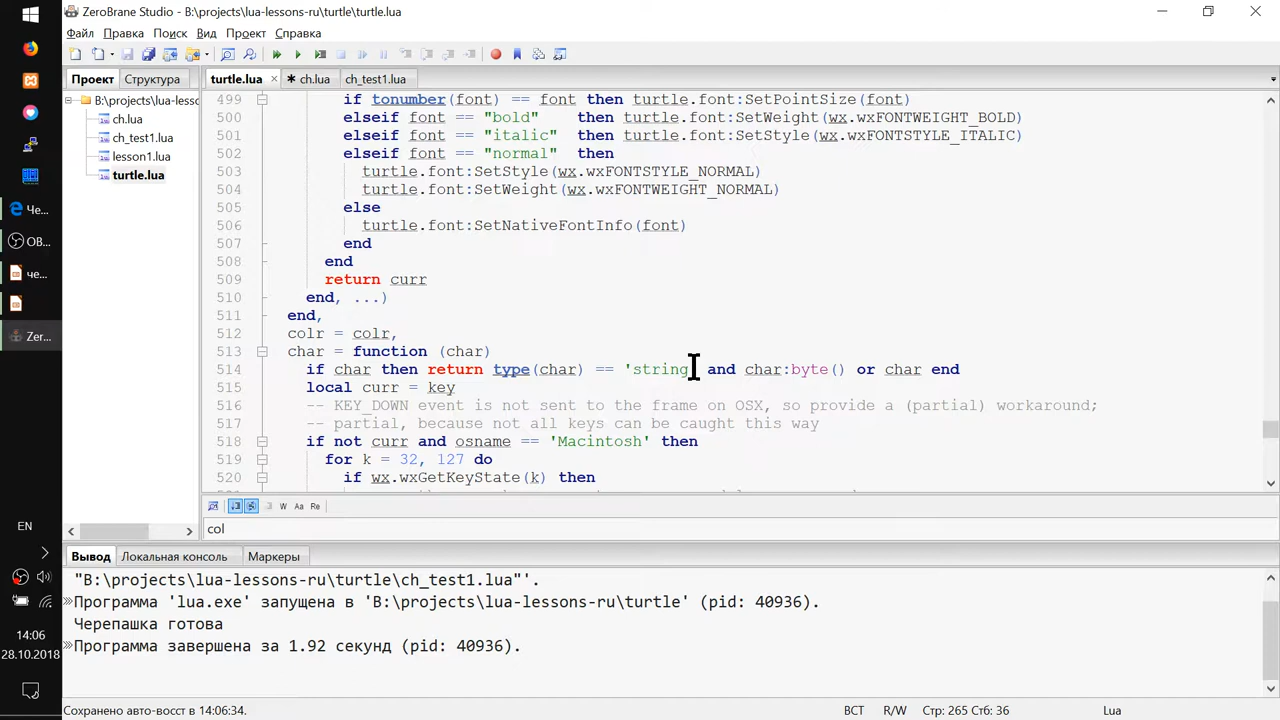 ZeroBrane Studio - B:\projects\lua-lessons-ru\turtle\turtle.lua
Файл Правка Поиск Вид Проект Справка
Проект Структура
turtle.lua ch.lua ch_test1.lua
B:\projects\lua-lesso
ch.lua
ch_test1.lua
lesson1.lua
turtle.lua
499 if tonumber(font) == font then turtle.font:SetPointSize(font)
500 elseif font == "bold" then turtle.font:SetWeight(wx.wxFONTWEIGHT_BOLD)
501 elseif font == "italic" then turtle.font:SetStyle(wx.wxFONTSTYLE_ITALIC)
502 elseif font == "normal" then
503 turtle.font:SetStyle(wx.wxFONTSTYLE_NORMAL)
504 turtle.font:SetWeight(wx.wxFONTWEIGHT_NORMAL)
505 else
506 turtle.font:SetNativeFontInfo(font)
507 end
508 end
509 return curr
510 end, ...)
511 end,
512 colr = colr,
513 char = function (char)
514 if char then return type(char) == 'string' and char:byte() or char end
515 local curr = key
516 -- KEY_DOWN event is not sent to the frame on OSX, so provide a (partial) workaround;
517 -- partial, because not all keys can be caught this way
518 if not curr and osname == 'Macintosh' then
519 for k = 32, 127 do
520 if wx.wxGetKeyState(k) then
W Aa Re
col
Вывод Локальная консоль Маркеры
"B:\projects\lua-lessons-ru\turtle\ch_test1.lua"'.
Программа 'lua.exe' запущена в 'B:\projects\lua-lessons-ru\turtle' (pid: 40936).
Черепашка готова
Программа завершена за 1.92 секунд (pid: 40936).
Сохранено авто-восст в 14:06:34. ВСТ R/W Стр: 265 Стб: 36 Lua
Че...
OB...
че...
Zer...
EN
14:06
28.10.2018